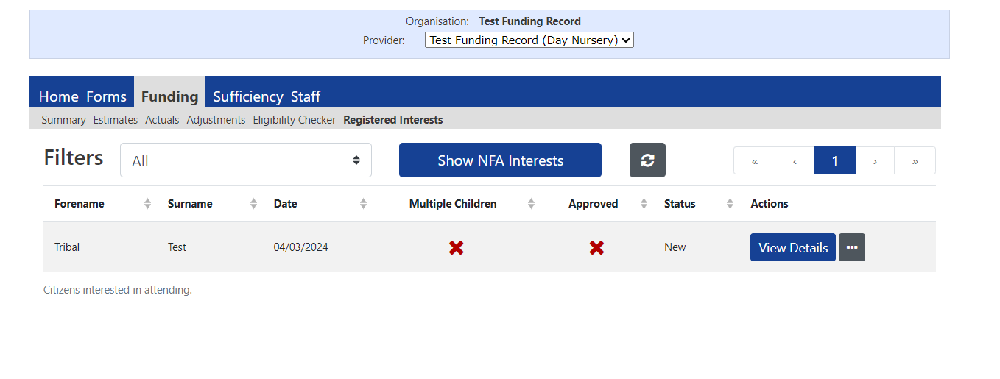 Organisation: Test Funding Record
Provider: Test Funding Record (Day Nursery)
Home Forms Funding Sufficiency Staff
Summary Estimates Actuals Adjustments Eligibility Checker Registered Interests
Filters All Show NFA Interests « ‹ 1 › »
Forename Surname Date Multiple Children Approved Status Actions
Tribal Test 04/03/2024 New View Details ...
Citizens interested in attending.